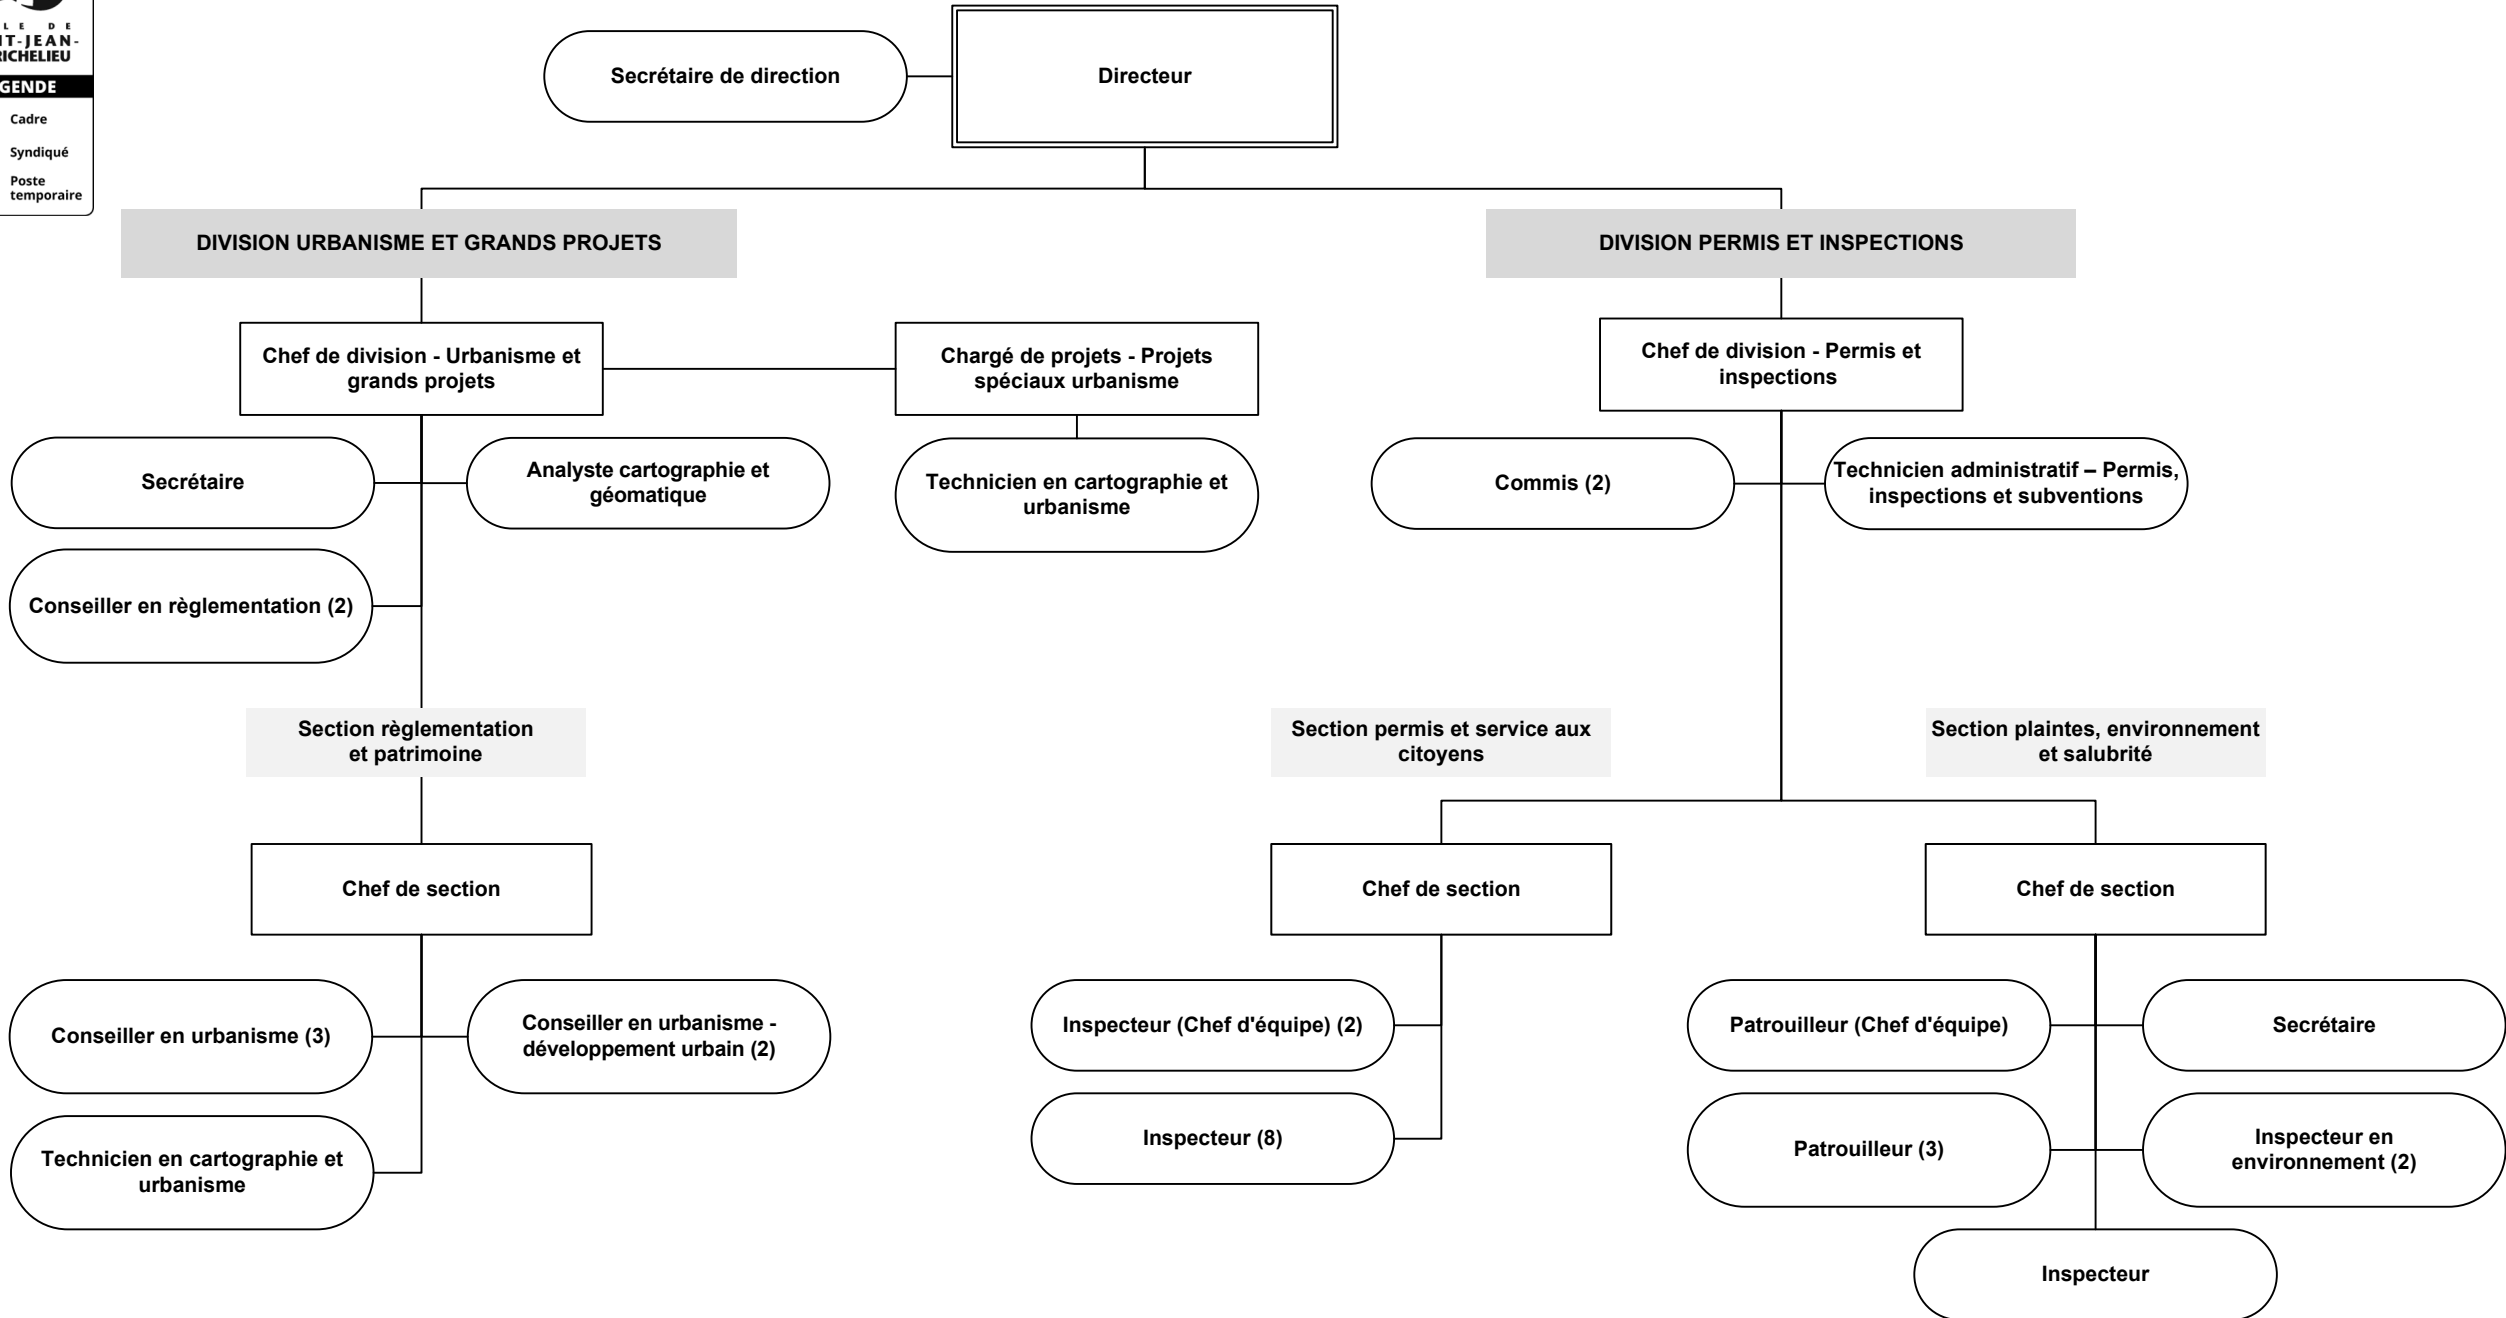 LE DE
IT-JEAN-
RICHELIEU
GENDE
Cadre
Syndiqué
Poste
temporaire
Secrétaire de direction
Directeur
DIVISION URBANISME ET GRANDS PROJETS
DIVISION PERMIS ET INSPECTIONS
Chef de division - Urbanisme et
grands projets
Chargé de projets - Projets
spéciaux urbanisme
Chef de division - Permis et
inspections
Secrétaire
Analyste cartographie et
géomatique
Technicien en cartographie et
urbanisme
Commis (2)
Technicien administratif – Permis,
inspections et subventions
Conseiller en règlementation (2)
Section règlementation
et patrimoine
Section permis et service aux
citoyens
Section plaintes, environnement
et salubrité
Chef de section
Chef de section
Chef de section
Conseiller en urbanisme (3)
Conseiller en urbanisme -
développement urbain (2)
Technicien en cartographie et
urbanisme
Inspecteur (Chef d'équipe) (2)
Inspecteur (8)
Patrouilleur (Chef d'équipe)
Secrétaire
Patrouilleur (3)
Inspecteur en
environnement (2)
Inspecteur